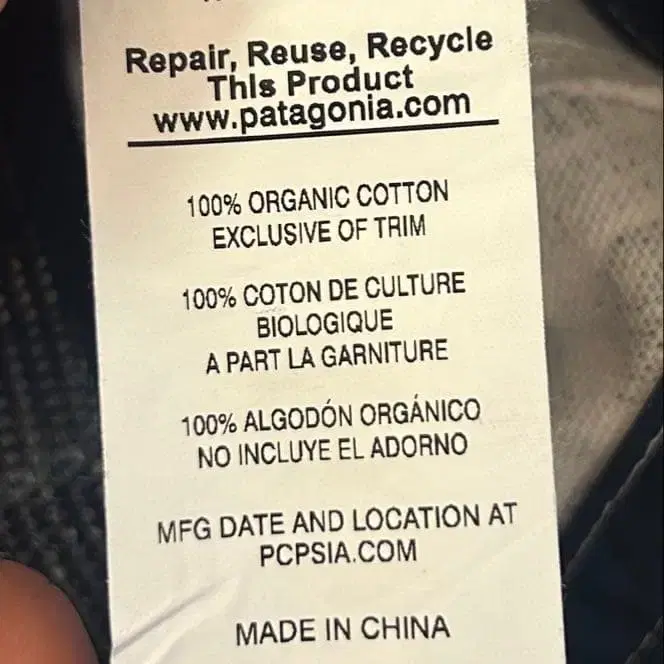 Repair, Reuse, Recycle
This Product
www.patagonia.com
100% ORGANIC COTTON
EXCLUSIVE OF TRIM
100% COTON DE CULTURE
BIOLOGIQUE
A PART LA GARNITURE
100% ALGODÓN ORGÁNICO
NO INCLUYE EL ADORNO
MFG DATE AND LOCATION AT
PCPSIA.COM
MADE IN CHINA